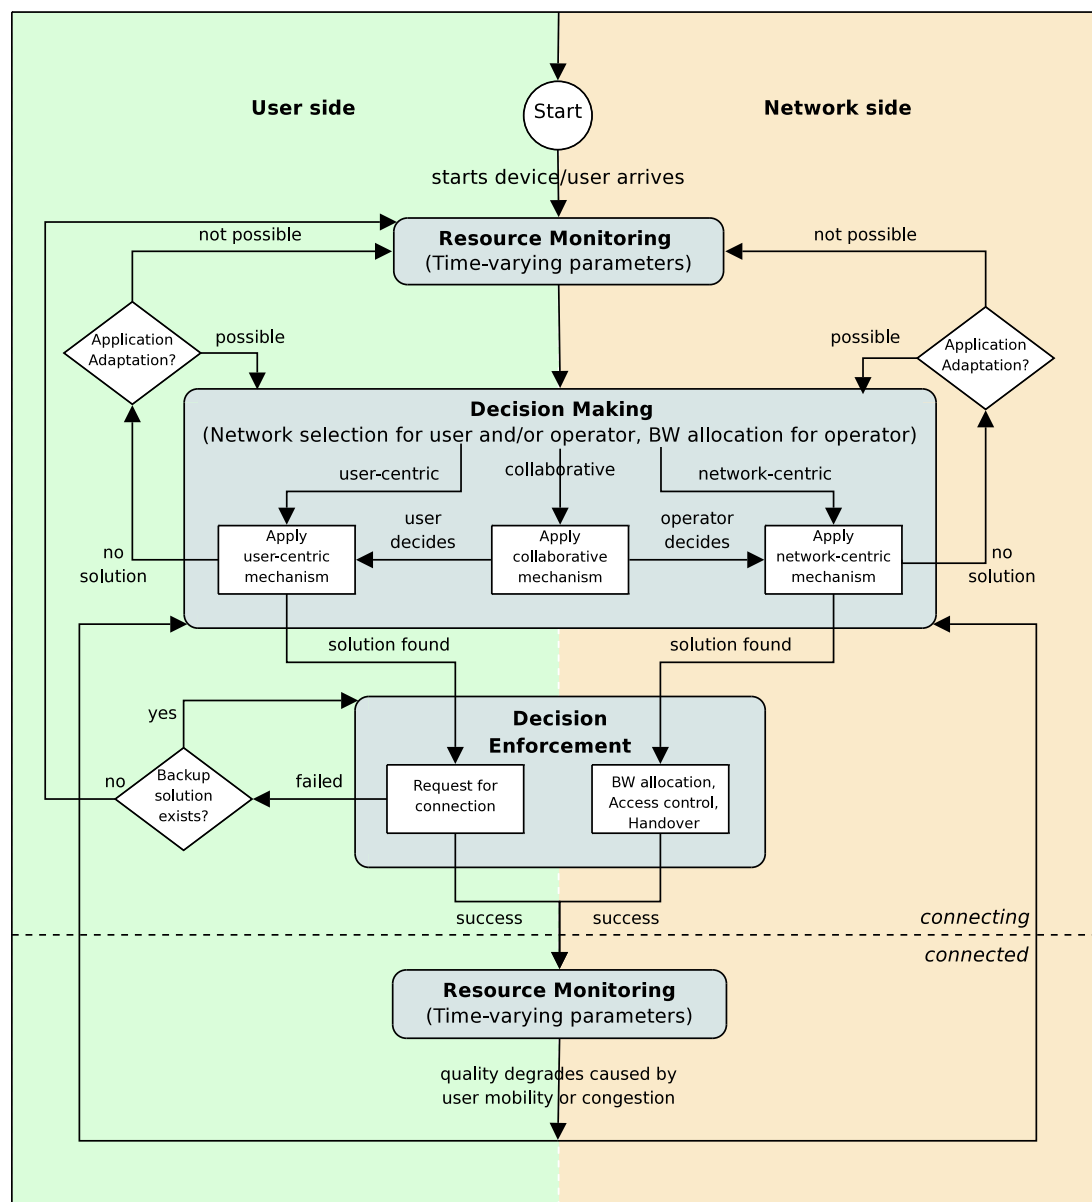 User side
Start
Network side
starts device/user arrives
Resource Monitoring
(Time-varying parameters)
not possible
not possible
Application
Adaptation?
possible
possible
Application
Adaptation?
Decision Making
(Network selection for user and/or operator, BW allocation for operator)
user-centric
collaborative
network-centric
no
solution
Apply
user-centric
mechanism
user
decides
Apply
collaborative
mechanism
operator
decides
Apply
network-centric
mechanism
no
solution
solution found
solution found
Decision
Enforcement
yes
no
Backup
solution
exists?
failed
Request for
connection
BW allocation,
Access control,
Handover
success
success
connecting
connected
Resource Monitoring
(Time-varying parameters)
quality degrades caused by
user mobility or congestion